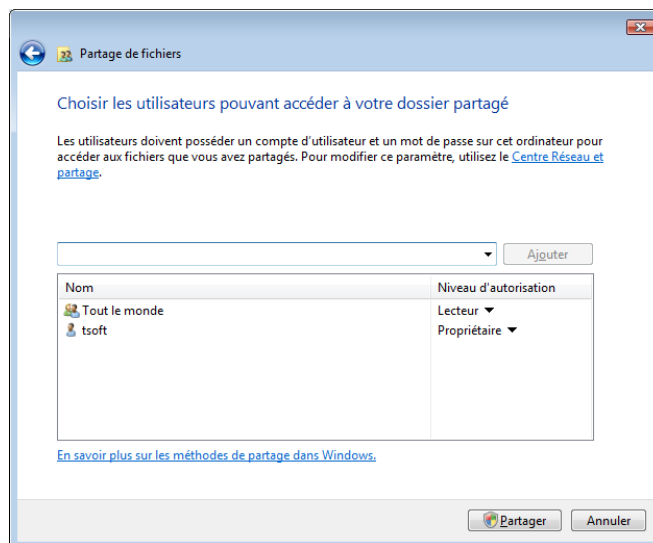 Partage de fichiers
Choisir les utilisateurs pouvant accéder à votre dossier partagé
Les utilisateurs doivent posséder un compte d'utilisateur et un mot de passe sur cet ordinateur pour
accéder aux fichiers que vous avez partagés. Pour modifier ce paramètre, utilisez le Centre Réseau et
partage.
Ajouter
Nom Niveau d'autorisation
Tout le monde Lecteur
tsoft Propriétaire
En savoir plus sur les méthodes de partage dans Windows.
Partager Annuler